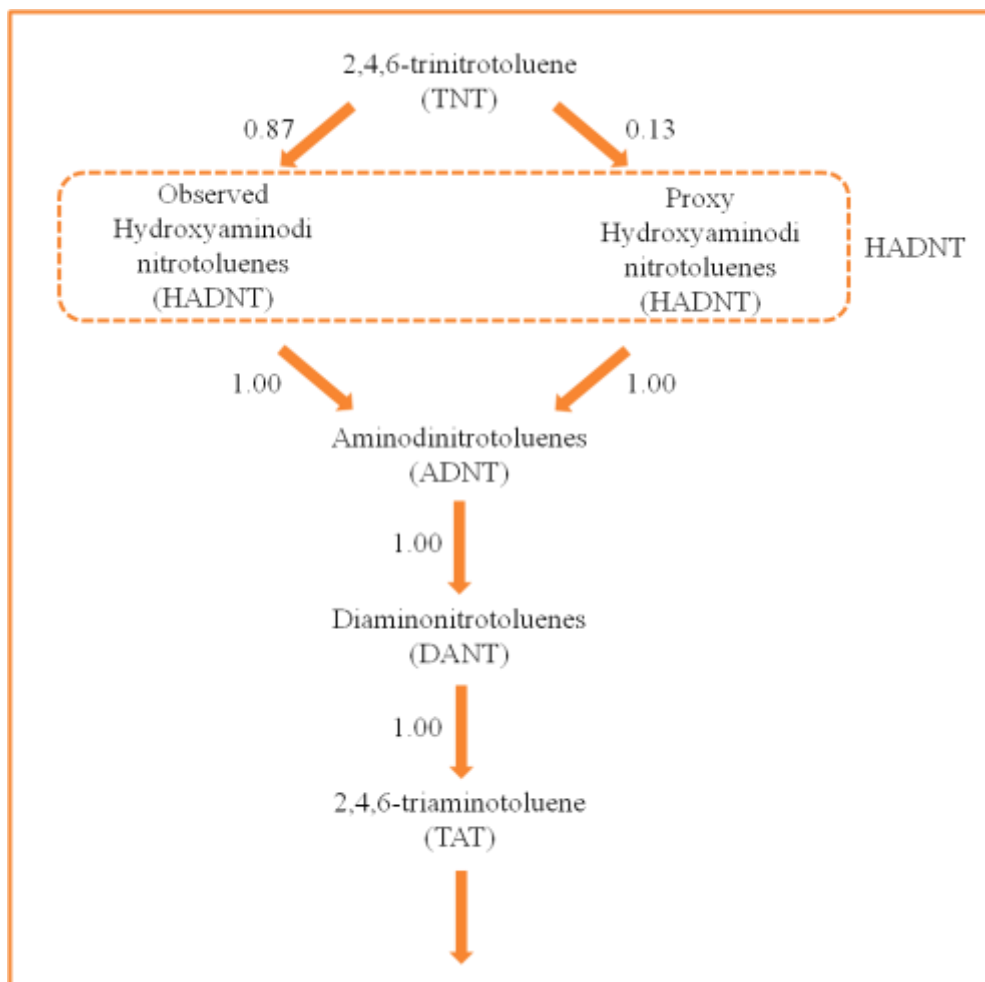 2,4,6-trinitrotoluene
(TNT)
0.87
0.13
Observed
Hydroxyaminodi
nitrotoluenes
(HADNT)
Proxy
Hydroxyaminodi
nitrotoluenes
(HADNT)
HADNT
1.00
1.00
Aminodinitrotoluenes
(ADNT)
1.00
Diaminonitrotoluenes
(DANT)
1.00
2,4,6-triaminotoluene
(TAT)